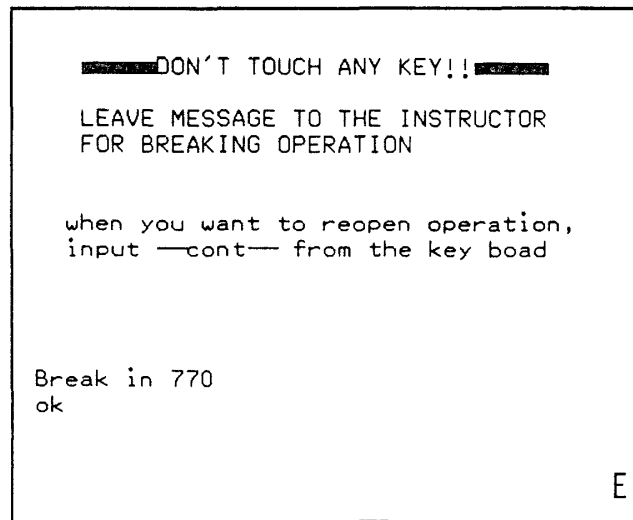 DON'T TOUCH ANY KEY!!
LEAVE MESSAGE TO THE INSTRUCTOR
FOR BREAKING OPERATION
when you want to reopen operation,
input —cont— from the key boad
Break in 770
ok
E